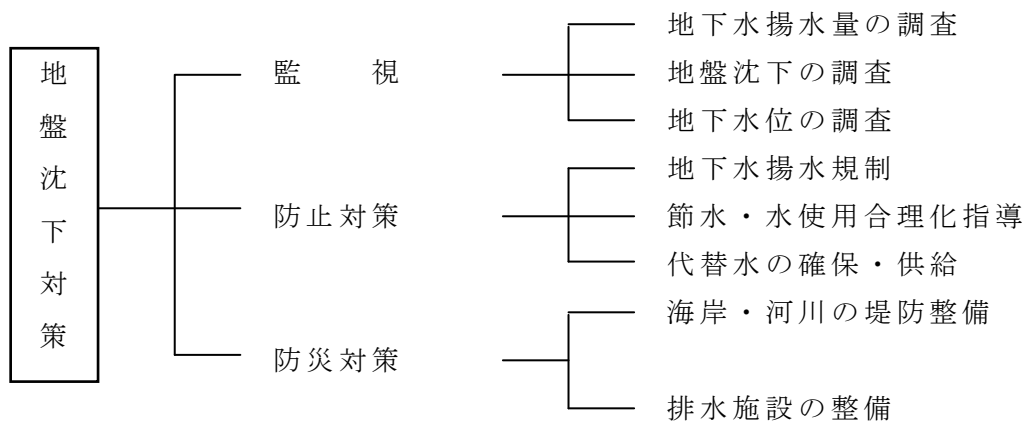 地盤沈下対策
監視
地下水揚水量の調査
地盤沈下の調査
地下水位の調査
防止対策
地下水揚水規制
節水・水使用合理化指導
代替水の確保・供給
防災対策
海岸・河川の堤防整備
排水施設の整備